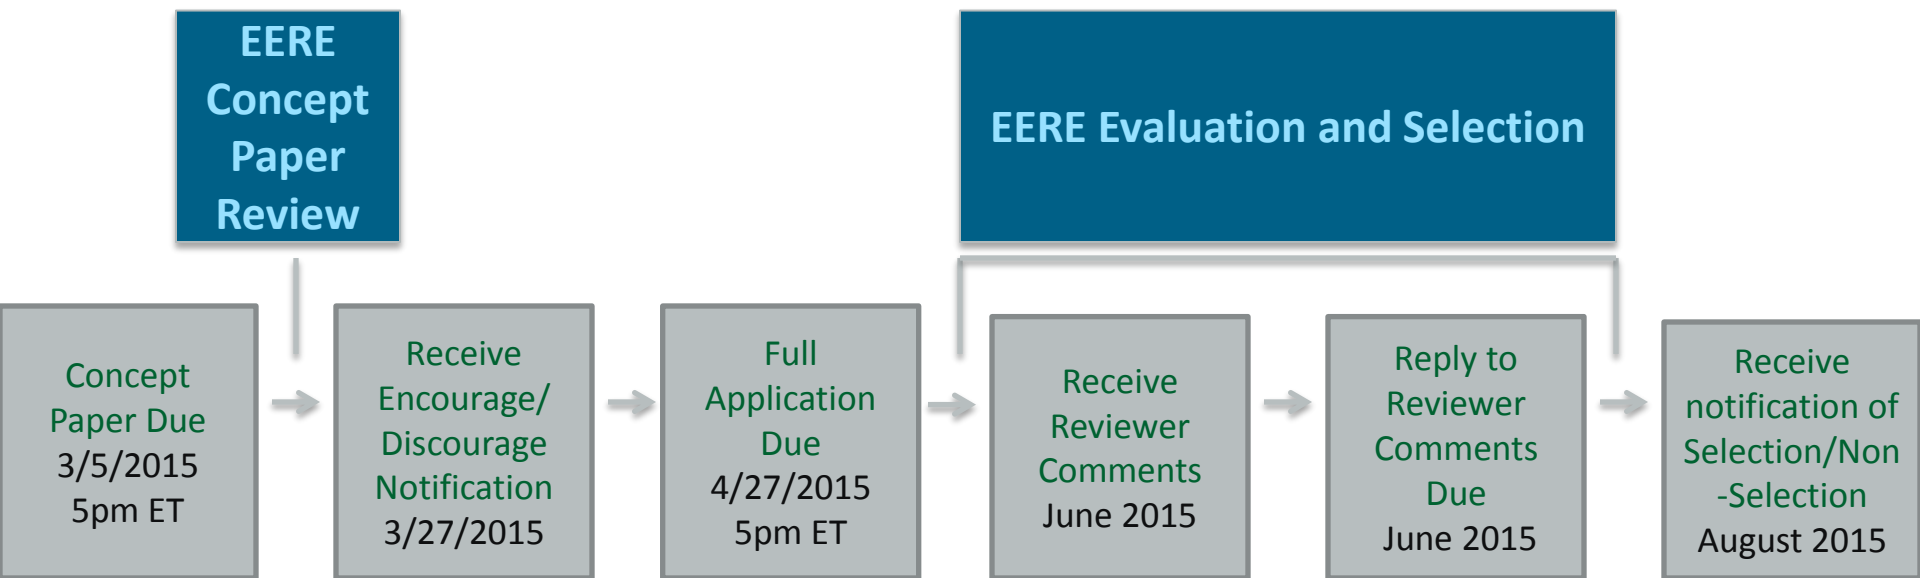 EERE
Concept
Paper
Review
EERE Evaluation and Selection
Concept
Paper Due
3/5/2015
5pm ET
Receive
Encourage/
Discourage
Notification
3/27/2015
Full
Application
Due
4/27/2015
5pm ET
Receive
Reviewer
Comments
June 2015
Reply to
Reviewer
Comments
Due
June 2015
Receive
notification of
Selection/Non
-Selection
August 2015